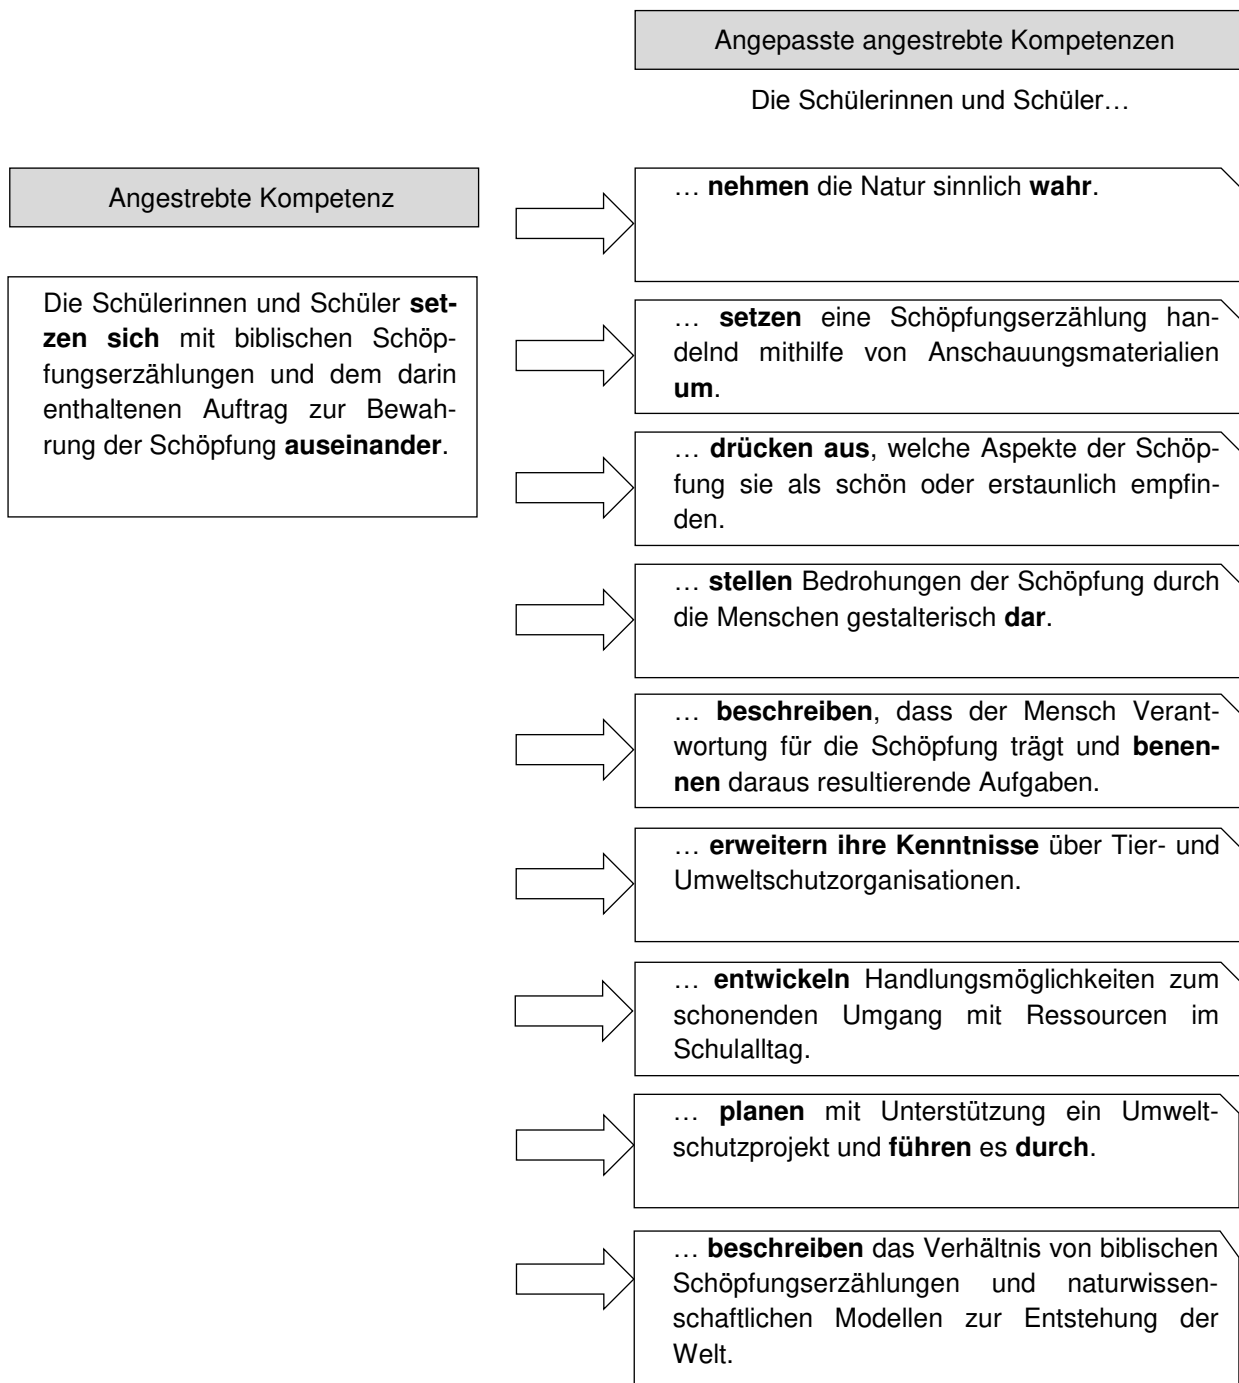 Angepasste angestrebte Kompetenzen
Die Schülerinnen und Schüler…
Angestrebte Kompetenz
Die Schülerinnen und Schüler set-
zen sich mit biblischen Schöp-
fungserzählungen und dem darin
enthaltenen Auftrag zur Bewah-
rung der Schöpfung auseinander.
… nehmen die Natur sinnlich wahr.
… setzen eine Schöpfungserzählung han-
delnd mithilfe von Anschauungsmaterialien
um.
… drücken aus, welche Aspekte der Schöp-
fung sie als schön oder erstaunlich empfin-
den.
… stellen Bedrohungen der Schöpfung durch
die Menschen gestalterisch dar.
… beschreiben, dass der Mensch Verant-
wortung für die Schöpfung trägt und benen-
nen daraus resultierende Aufgaben.
… erweitern ihre Kenntnisse über Tier- und
Umweltschutzorganisationen.
… entwickeln Handlungsmöglichkeiten zum
schonenden Umgang mit Ressourcen im
Schulalltag.
… planen mit Unterstützung ein Umwelt-
schutzprojekt und führen es durch.
… beschreiben das Verhältnis von biblischen
Schöpfungserzählungen und naturwissen-
schaftlichen Modellen zur Entstehung der
Welt.